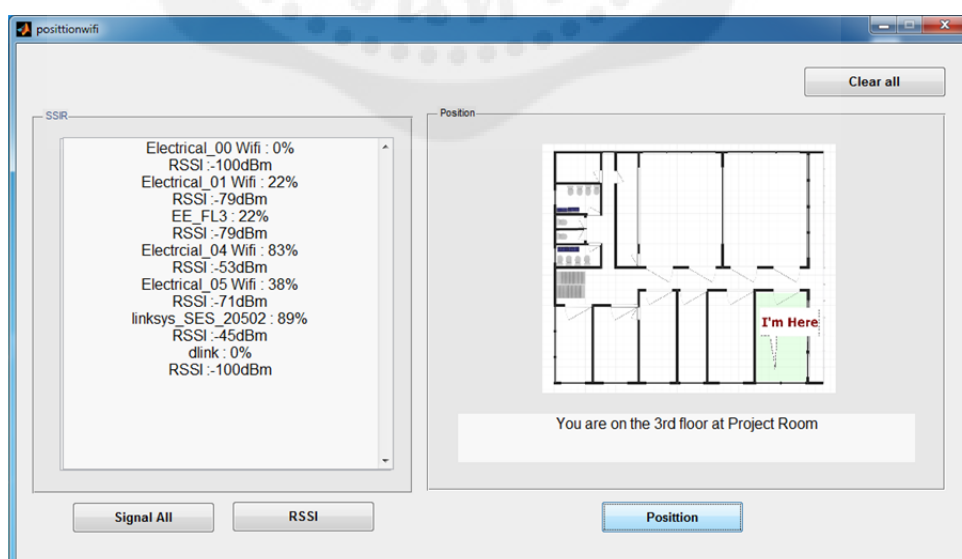 posittionwifi
Clear all
SSIR
Electrical_00 Wifi : 0%
RSSI :-100dBm
Electrical_01 Wifi : 22%
RSSI :-79dBm
EE_FL3 : 22%
RSSI :-79dBm
Electrcial_04 Wifi : 83%
RSSI :-53dBm
Electrical_05 Wifi : 38%
RSSI :-71dBm
linksys_SES_20502 : 89%
RSSI :-45dBm
dlink : 0%
RSSI :-100dBm
Signal All
RSSI
Position
I'm Here
You are on the 3rd floor at Project Room
Posittion